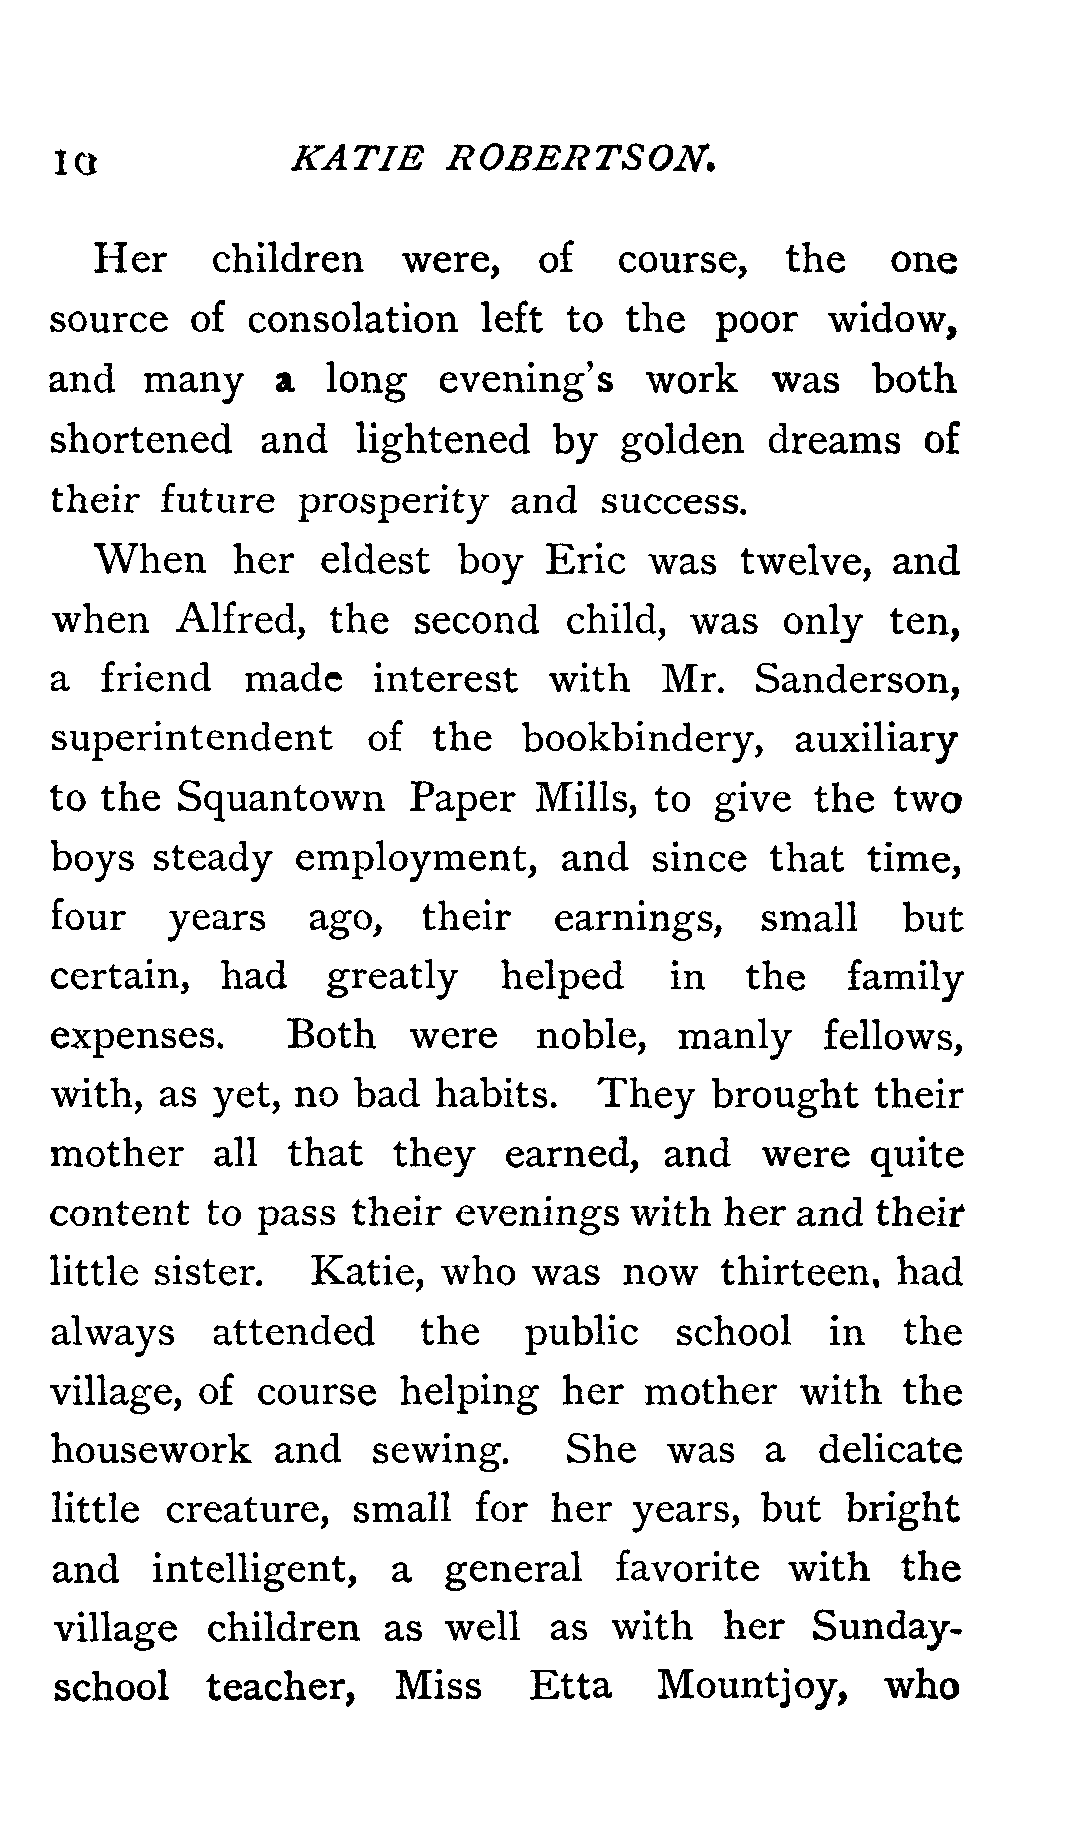 10 KATIE ROBERTSON.
Her children were, of course, the one
source of consolation left to the poor widow,
and many a long evening's work was both
shortened and lightened by golden dreams of
their future prosperity and success.
When her eldest boy Eric was twelve, and
when Alfred, the second child, was only ten,
a friend made interest with Mr. Sanderson,
superintendent of the bookbindery, auxiliary
to the Squantown Paper Mills, to give the two
boys steady employment, and since that time,
four years ago, their earnings, small but
certain, had greatly helped in the family
expenses. Both were noble, manly fellows,
with, as yet, no bad habits. They brought their
mother all that they earned, and were quite
content to pass their evenings with her and their
little sister. Katie, who was now thirteen, had
always attended the public school in the
village, of course helping her mother with the
housework and sewing. She was a delicate
little creature, small for her years, but bright
and intelligent, a general favorite with the
village children as well as with her Sunday-
school teacher, Miss Etta Mountjoy, who